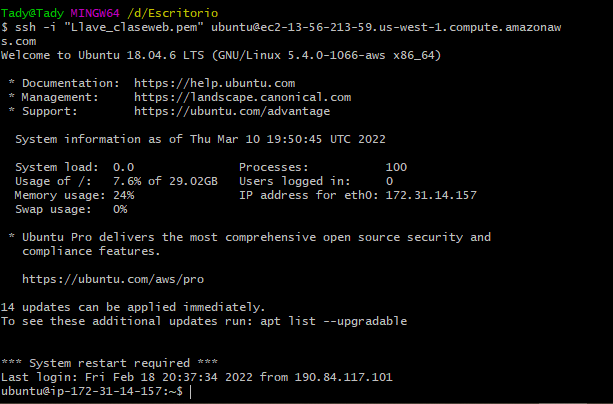 Tady@Tady MINGW64 /d/Escritorio
$ ssh -i "Llave_claseweb.pem" ubuntu@ec2-13-56-213-59.us-west-1.compute.amazonaw
s.com
Welcome to Ubuntu 18.04.6 LTS (GNU/Linux 5.4.0-1066-aws x86_64)

 * Documentation:  https://help.ubuntu.com
 * Management:     https://landscape.canonical.com
 * Support:        https://ubuntu.com/advantage

  System information as of Thu Mar 10 19:50:45 UTC 2022

  System load:  0.0               Processes:           100
  Usage of /:   7.6% of 29.02GB   Users logged in:     0
  Memory usage: 24%               IP address for eth0: 172.31.14.157
  Swap usage:   0%

 * Ubuntu Pro delivers the most comprehensive open source security and
   compliance features.

   https://ubuntu.com/aws/pro

14 updates can be applied immediately.
To see these additional updates run: apt list --upgradable

*** System restart required ***
Last login: Fri Feb 18 20:37:34 2022 from 190.84.117.101
ubuntu@ip-172-31-14-157:~$